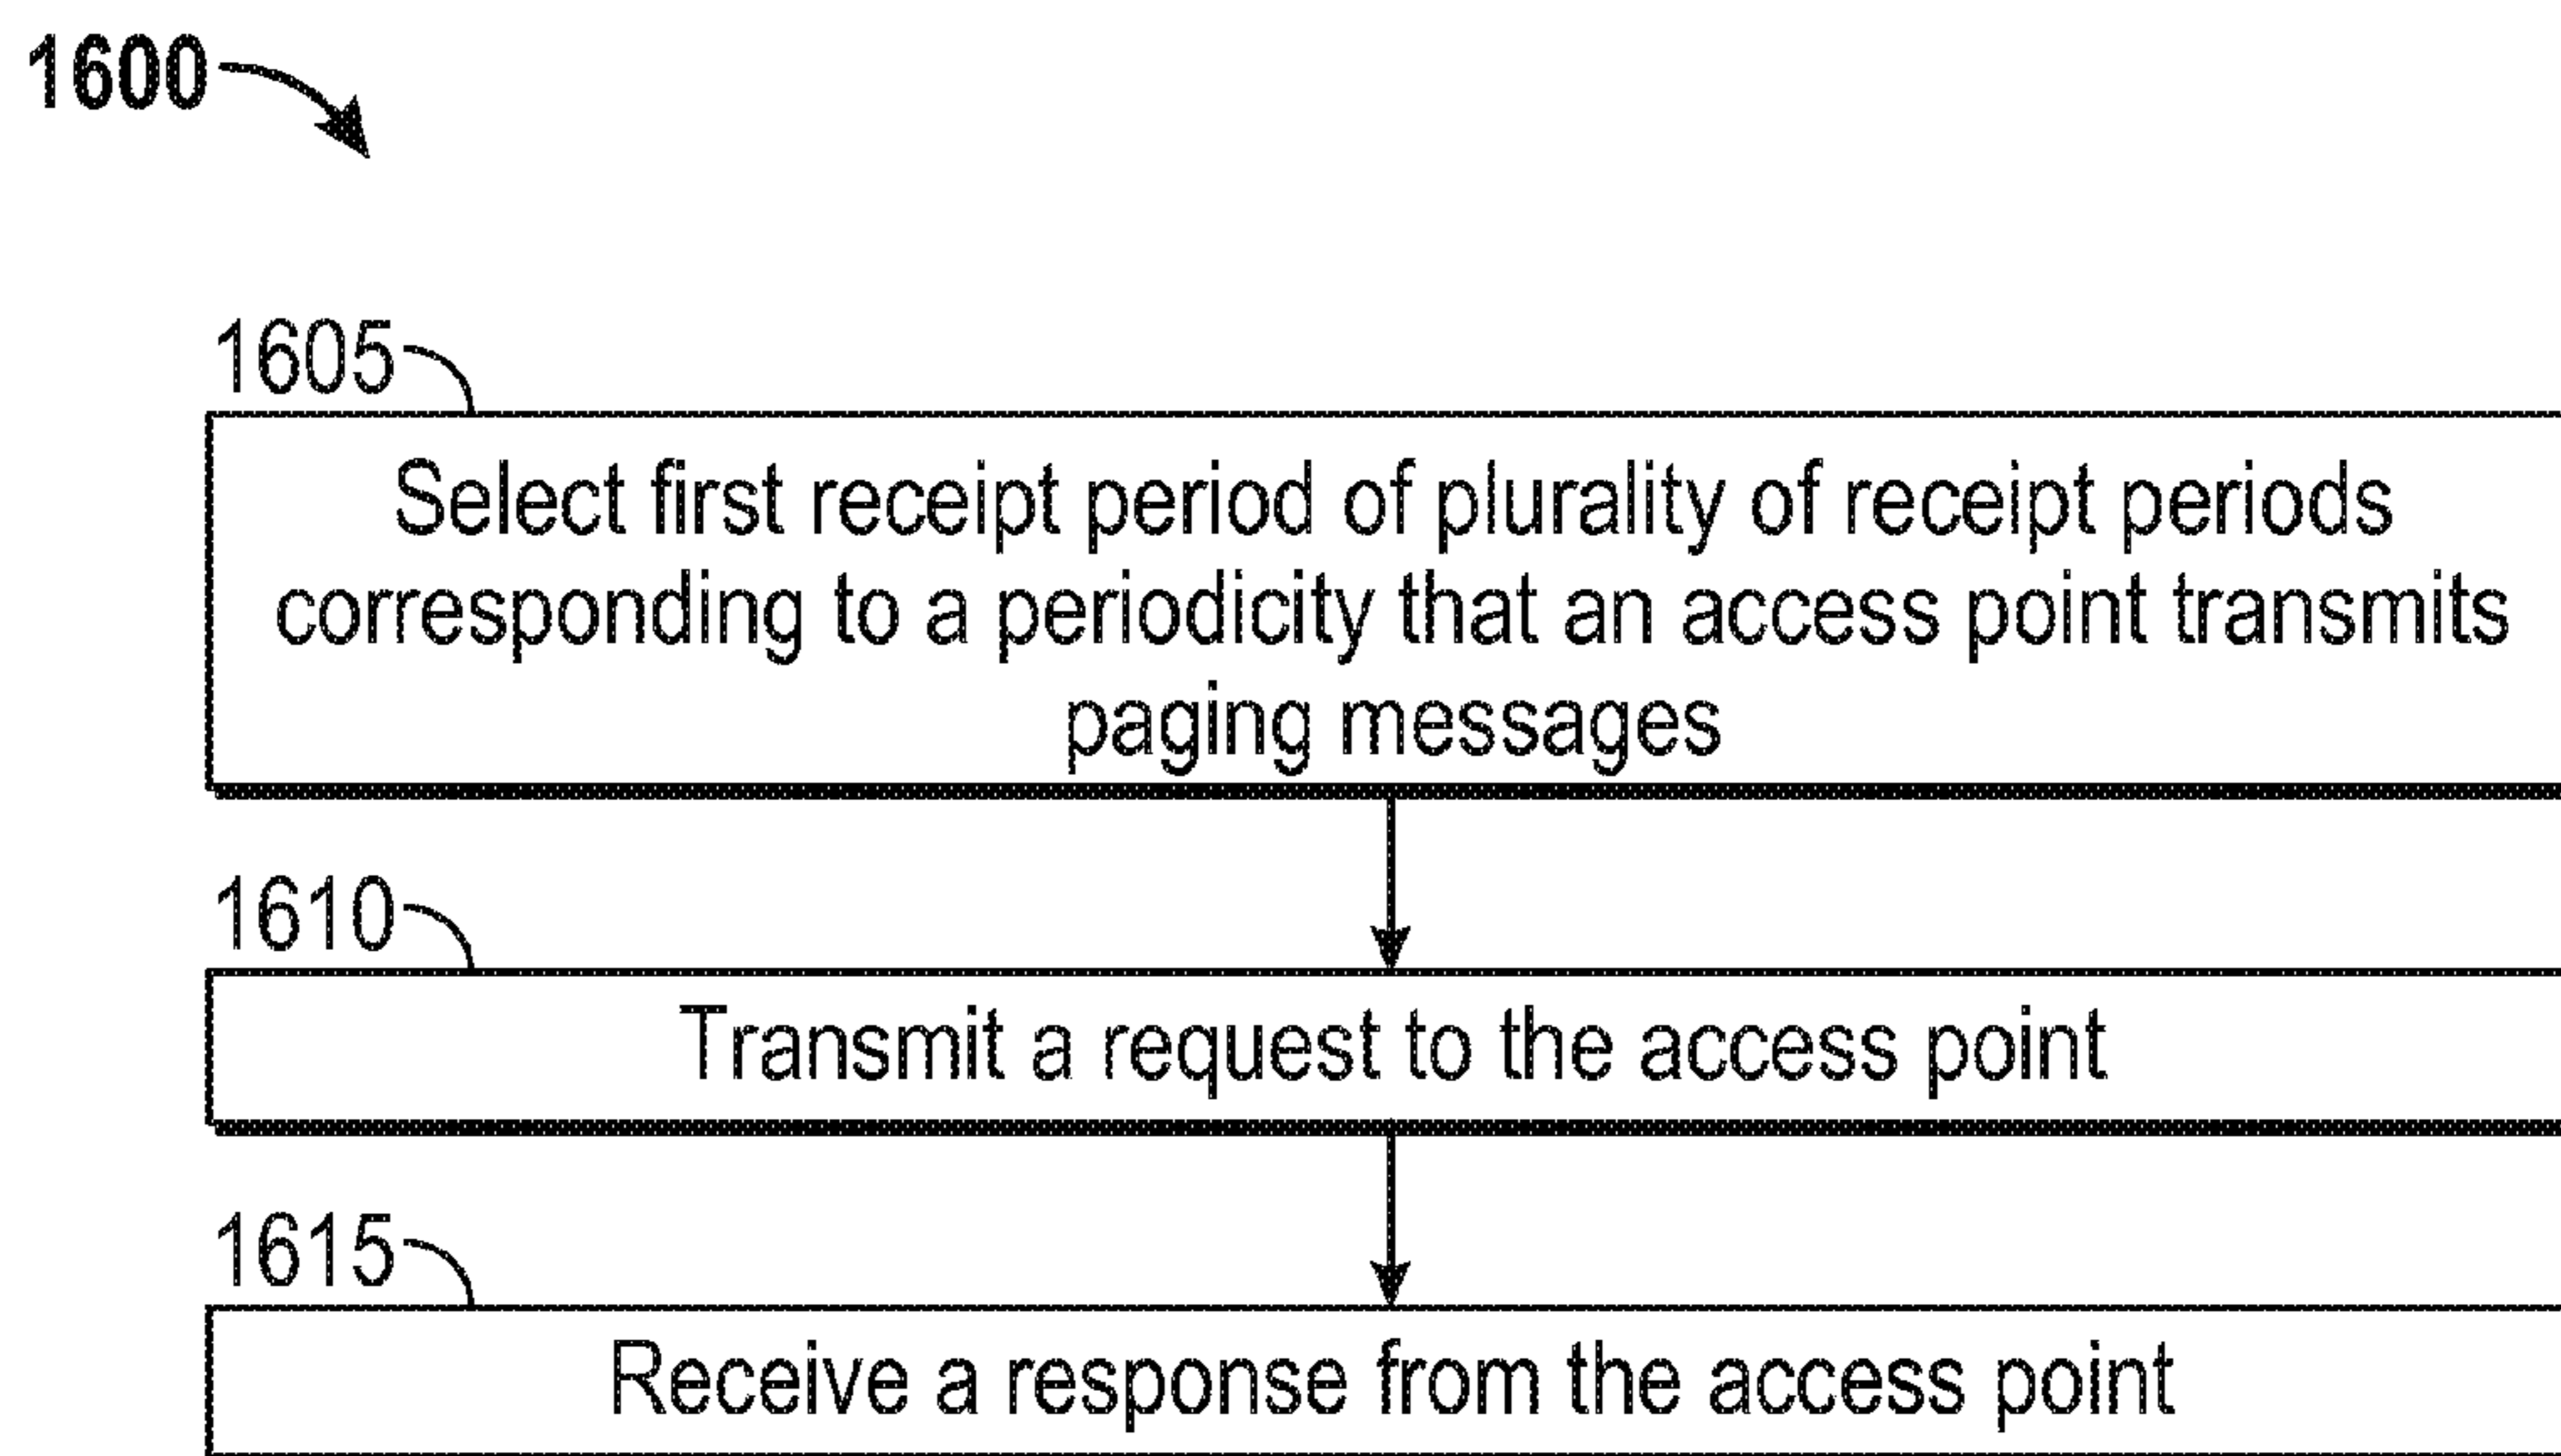 1600
1605
Select first receipt period of plurality of receipt periods
corresponding to a periodicity that an access point transmits
paging messages
1610
Transmit a request to the access point
1615
Receive a response from the access point